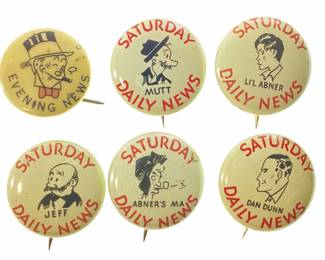 EVENING NEWS
SATURDAY
MUTT
DAILY NEWS
SATURDAY
LI'L ABNER
DAILY NEWS
SATURDAY
JEFF
DAILY NEWS
SATURDAY
ABNER'S MA
DAILY NEWS
SATURDAY
DAN DUNN
DAILY NEWS